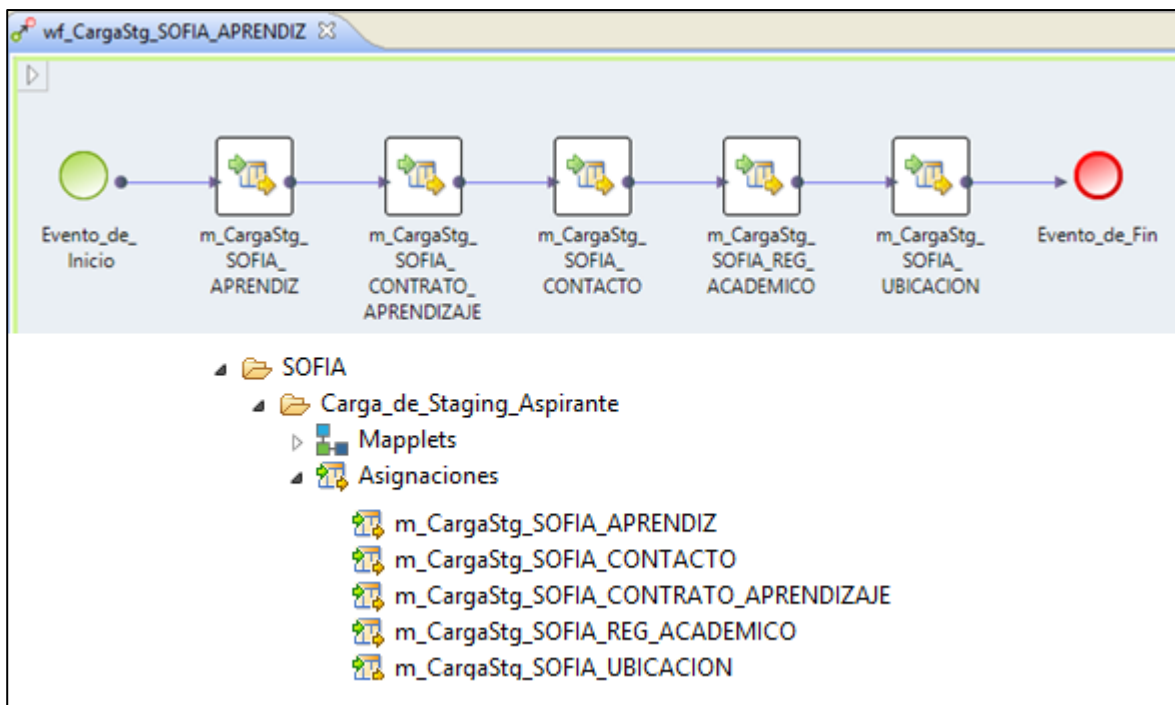 wf_CargaStg_SOFIA_APRENDIZ
Evento_de_
Inicio
m_CargaStg_
SOFIA_
APRENDIZ
m_CargaStg_
SOFIA_
CONTRATO_
APRENDIZAJE
m_CargaStg_
SOFIA_
CONTACTO
m_CargaStg_
SOFIA_REG_
ACADEMICO
m_CargaStg_
SOFIA_
UBICACION
Evento_de_Fin
SOFIA
Carga_de_Staging_Aspirante
Mapplets
Asignaciones
m_CargaStg_SOFIA_APRENDIZ
m_CargaStg_SOFIA_CONTACTO
m_CargaStg_SOFIA_CONTRATO_APRENDIZAJE
m_CargaStg_SOFIA_REG_ACADEMICO
m_CargaStg_SOFIA_UBICACION